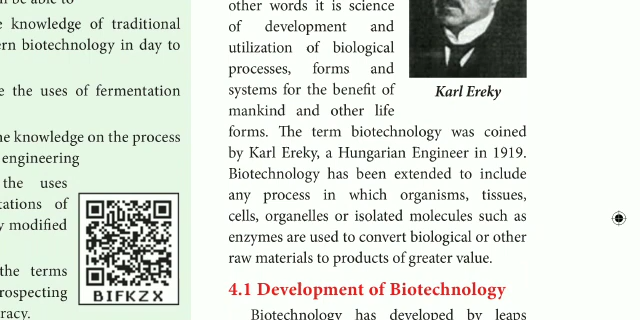 n be able to
e knowledge of traditional
ern biotechnology in day to
e the uses of fermentation
he knowledge on the process
engineering
the uses
tations of
y modified
the terms
rospecting
racy.
BIFKZX
other words it is science
of development and
utilization of biological
processes, forms and
systems for the benefit of
mankind and other life
forms. The term biotechnology was coined
by Karl Ereky, a Hungarian Engineer in 1919.
Biotechnology has been extended to include
any process in which organisms, tissues,
cells, organelles or isolated molecules such as
enzymes are used to convert biological or other
raw materials to products of greater value.
Karl Ereky
4.1 Development of Biotechnology
Biotechnology has developed by leaps